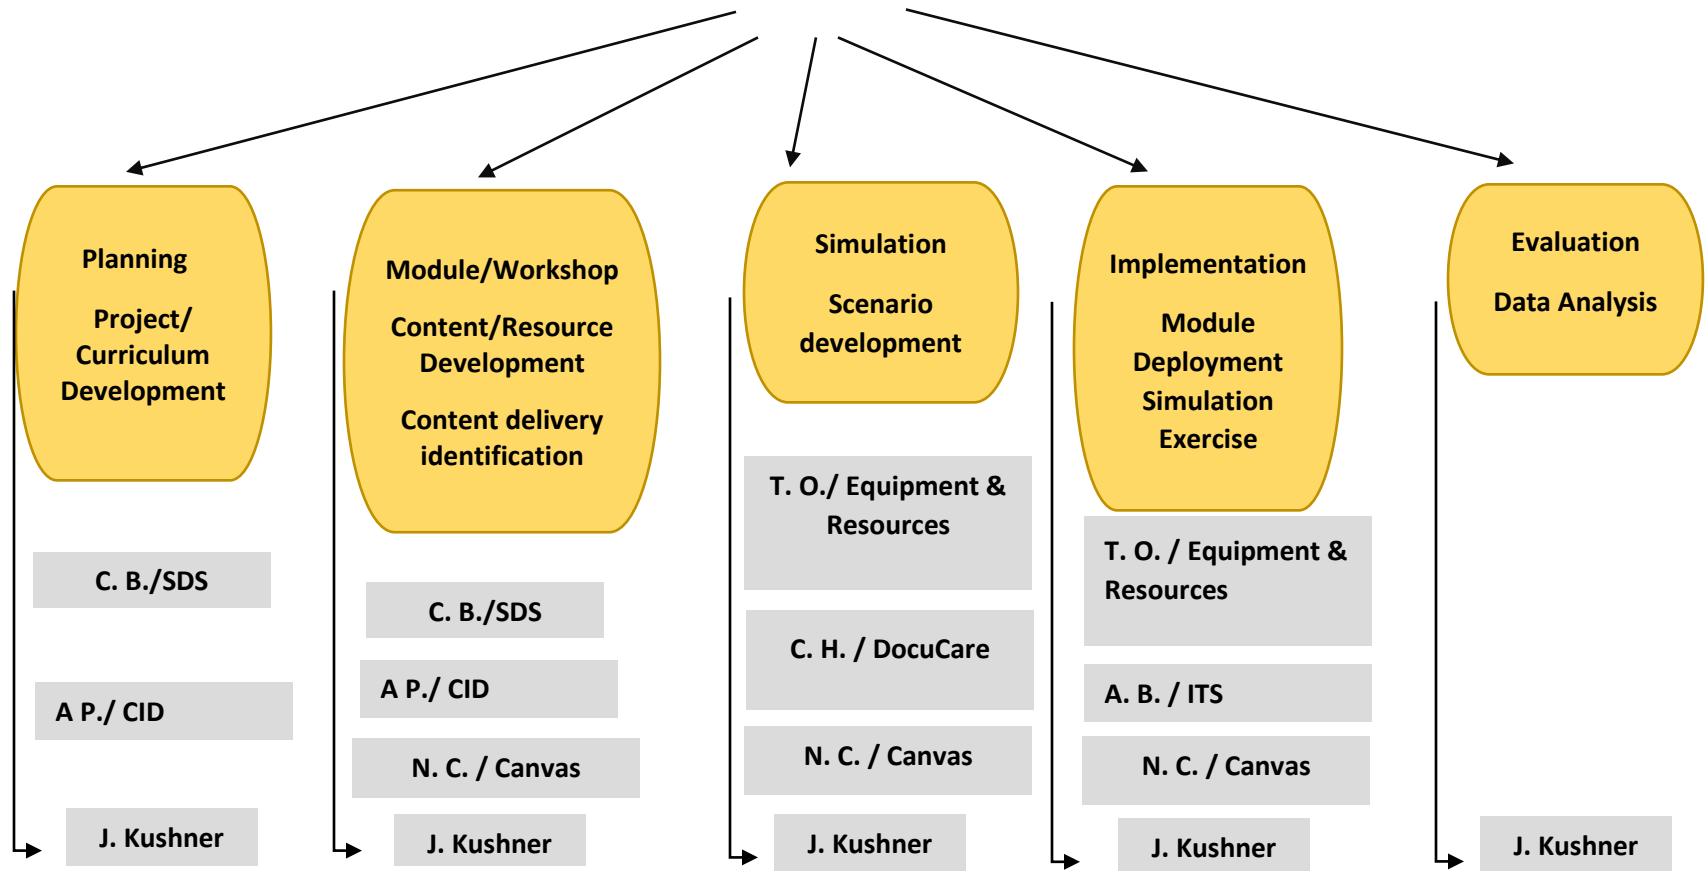 Planning
Project/
Curriculum
Development
C. B./SDS
A P./ CID
J. Kushner
Module/Workshop
Content/Resource
Development
Content delivery
identification
C. B./SDS
A P./ CID
N. C. / Canvas
J. Kushner
Simulation
Scenario
development
T. O./ Equipment &
Resources
C. H. / DocuCare
N. C. / Canvas
J. Kushner
Implementation
Module
Deployment
Simulation
Exercise
T. O. / Equipment &
Resources
A. B. / ITS
N. C. / Canvas
J. Kushner
Evaluation
Data Analysis
J. Kushner